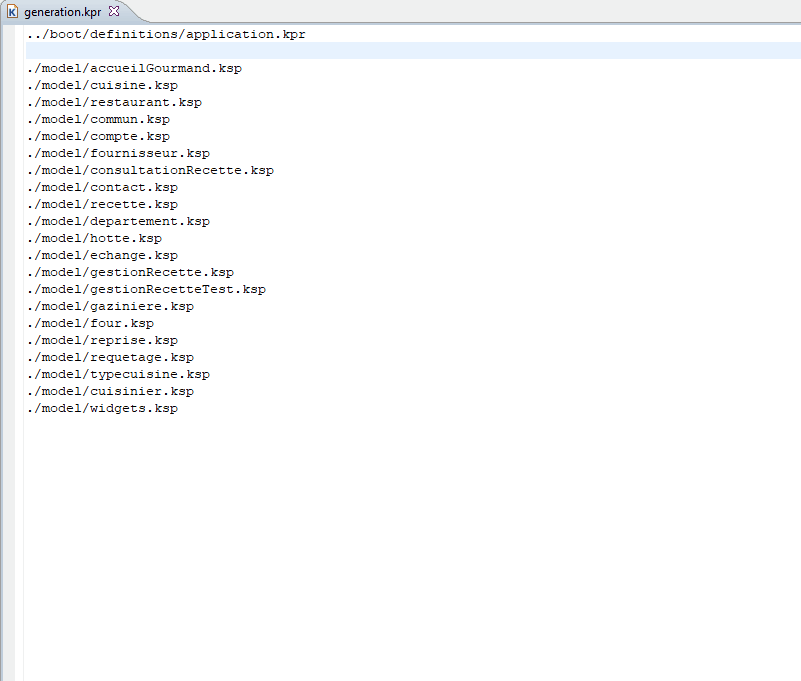 generation.kpr
../boot/definitions/application.kpr
./model/accueilGourmand.ksp
./model/cuisine.ksp
./model/restaurant.ksp
./model/commun.ksp
./model/compte.ksp
./model/fournisseur.ksp
./model/consultationRecette.ksp
./model/contact.ksp
./model/recette.ksp
./model/departement.ksp
./model/hotte.ksp
./model/echange.ksp
./model/gestionRecette.ksp
./model/gestionRecetteTest.ksp
./model/gaziniere.ksp
./model/four.ksp
./model/reprise.ksp
./model/requetage.ksp
./model/typecuisine.ksp
./model/cuisinier.ksp
./model/widgets.ksp